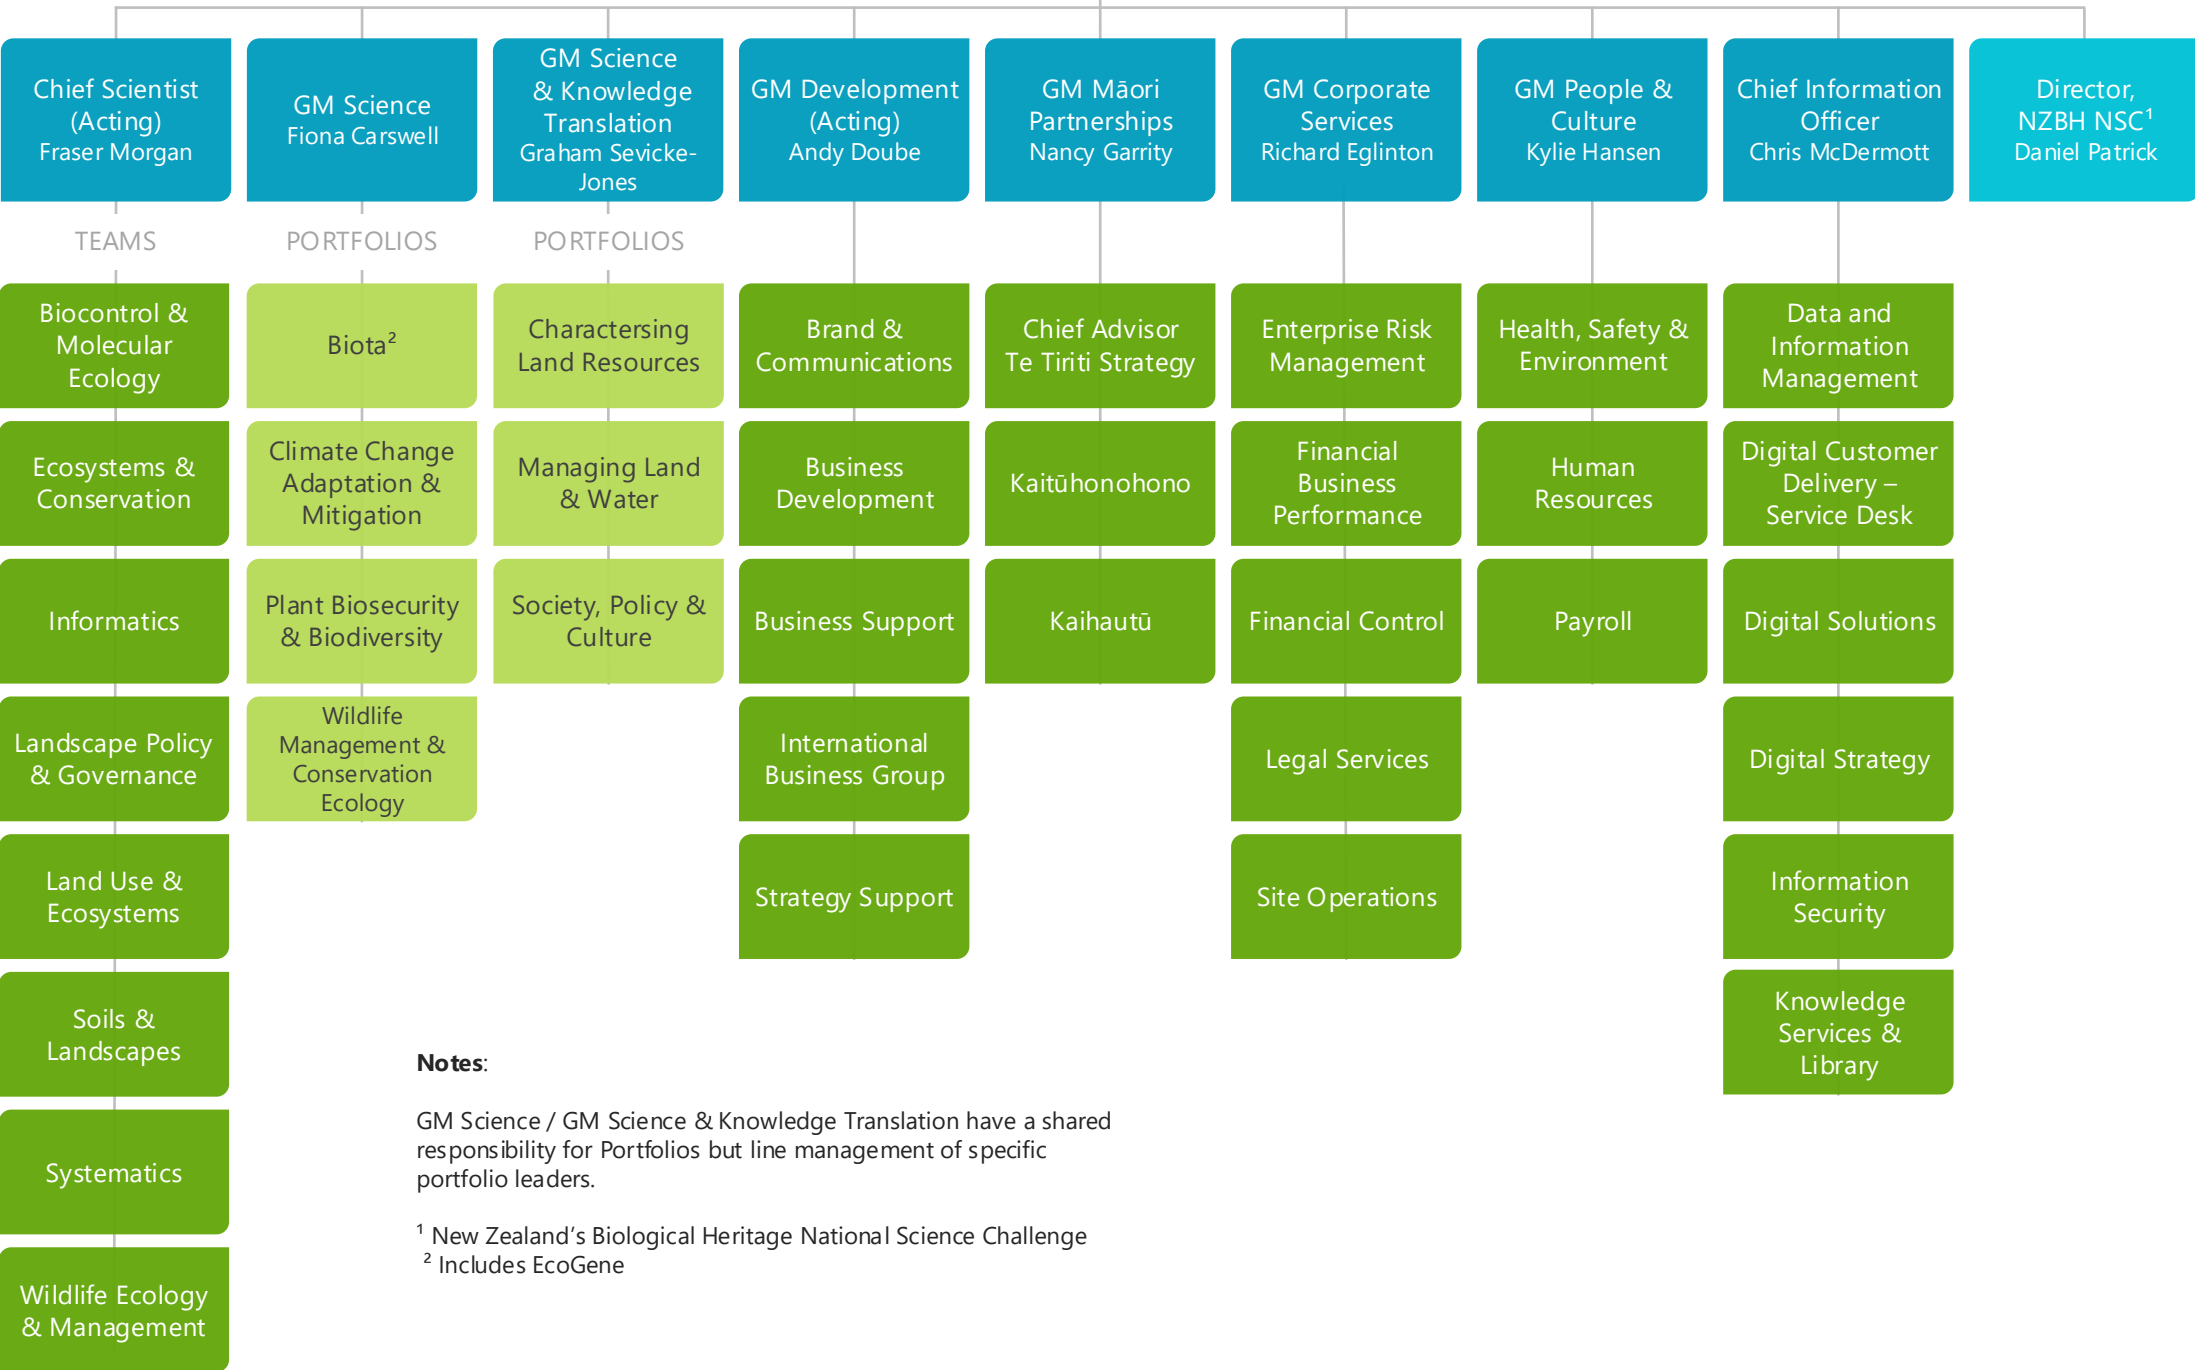 Chief Scientist
(Acting)
Fraser Morgan
GM Science
Fiona Carswell
GM Science
& Knowledge
Translation
Graham Sevicke-
Jones
GM Development
(Acting)
Andy Doube
GM Māori
Partnerships
Nancy Garrity
GM Corporate
Services
Richard Eglinton
GM People &
Culture
Kylie Hansen
Chief Information
Officer
Chris McDermott
Director,
NZBH NSC¹
Daniel Patrick
TEAMS
PORTFOLIOS
PORTFOLIOS
Biocontrol &
Molecular
Ecology
Biota²
Charactersing
Land Resources
Brand &
Communications
Chief Advisor
Te Tiriti Strategy
Enterprise Risk
Management
Health, Safety &
Environment
Data and
Information
Management
Ecosystems &
Conservation
Climate Change
Adaptation &
Mitigation
Managing Land
& Water
Business
Development
Kaitūhonohono
Financial
Business
Performance
Human
Resources
Digital Customer
Delivery –
Service Desk
Informatics
Plant Biosecurity
& Biodiversity
Society, Policy &
Culture
Business Support
Kaihautū
Financial Control
Payroll
Digital Solutions
Landscape Policy
& Governance
Wildlife
Management &
Conservation
Ecology
International
Business Group
Legal Services
Digital Strategy
Land Use &
Ecosystems
Strategy Support
Site Operations
Information
Security
Soils &
Landscapes
Knowledge
Services &
Library
Systematics
Wildlife Ecology
& Management
Notes:
GM Science / GM Science & Knowledge Translation have a shared
responsibility for Portfolios but line management of specific
portfolio leaders.
¹ New Zealand's Biological Heritage National Science Challenge
² Includes EcoGene